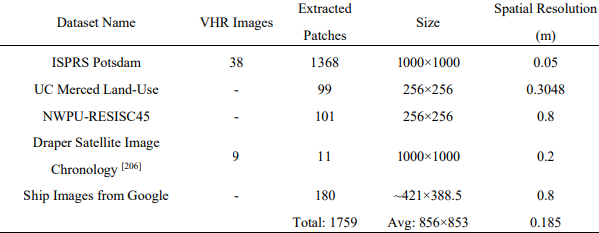 Dataset Name VHR Images Extracted Patches Size Spatial Resolution (m)
ISPRS Potsdam 38 1368 1000×1000 0.05
UC Merced Land-Use - 99 256×256 0.3048
NWPU-RESISC45 - 101 256×256 0.8
Draper Satellite Image Chronology [206] 9 11 1000×1000 0.2
Ship Images from Google - 180 ~421×388.5 0.8
Total: 1759 Avg: 856×853 0.185